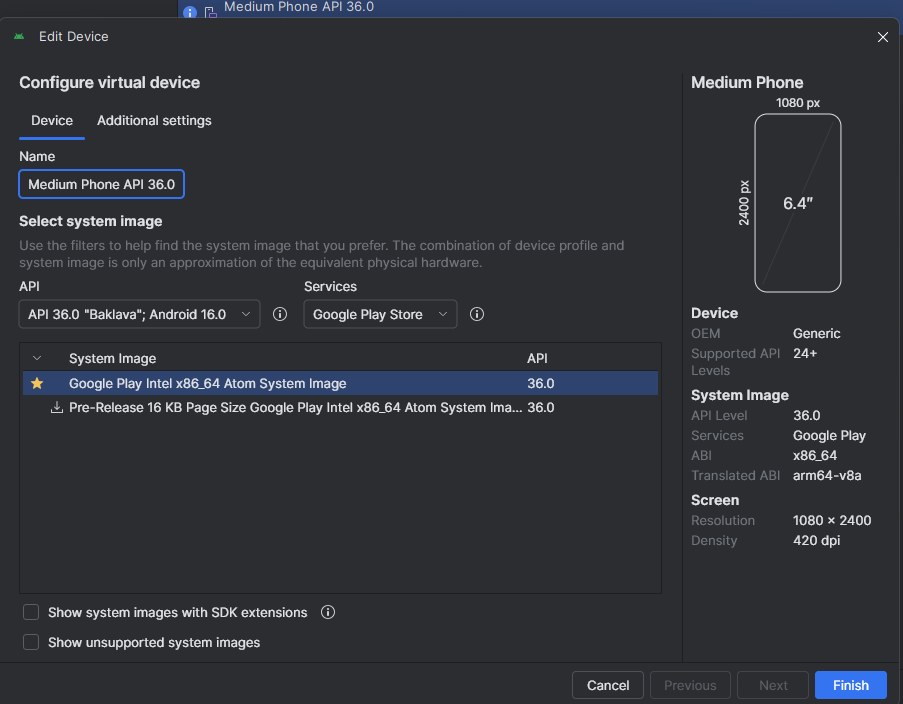 Medium Phone API 36.0
Edit Device
Configure virtual device
Device Additional settings
Name
Medium Phone API 36.0
Select system image
Use the filters to help find the system image that you prefer. The combination of device profile and
system image is only an approximation of the equivalent physical hardware.
API Services
API 36.0 "Baklava"; Android 16.0 Google Play Store
System Image API
Google Play Intel x86_64 Atom System Image 36.0
Pre-Release 16 KB Page Size Google Play Intel x86_64 Atom System Ima... 36.0
Show system images with SDK extensions
Show unsupported system images
Medium Phone
1080 px
2400 px
6.4″
Device
OEM Generic
Supported API 24+
Levels
System Image
API Level 36.0
Services Google Play
ABI x86_64
Translated ABI arm64-v8a
Screen
Resolution 1080 × 2400
Density 420 dpi
Cancel Previous Next Finish